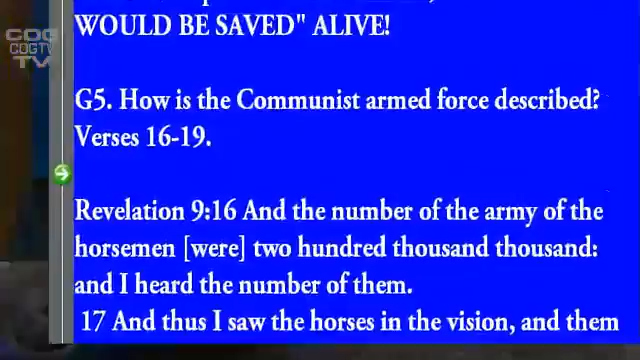 COG
COGTV
TV
WOULD BE SAVED" ALIVE!
G5. How is the Communist armed force described?
Verses 16-19.
Revelation 9:16 And the number of the army of the
horsemen [were] two hundred thousand thousand:
and I heard the number of them.
17 And thus I saw the horses in the vision, and them